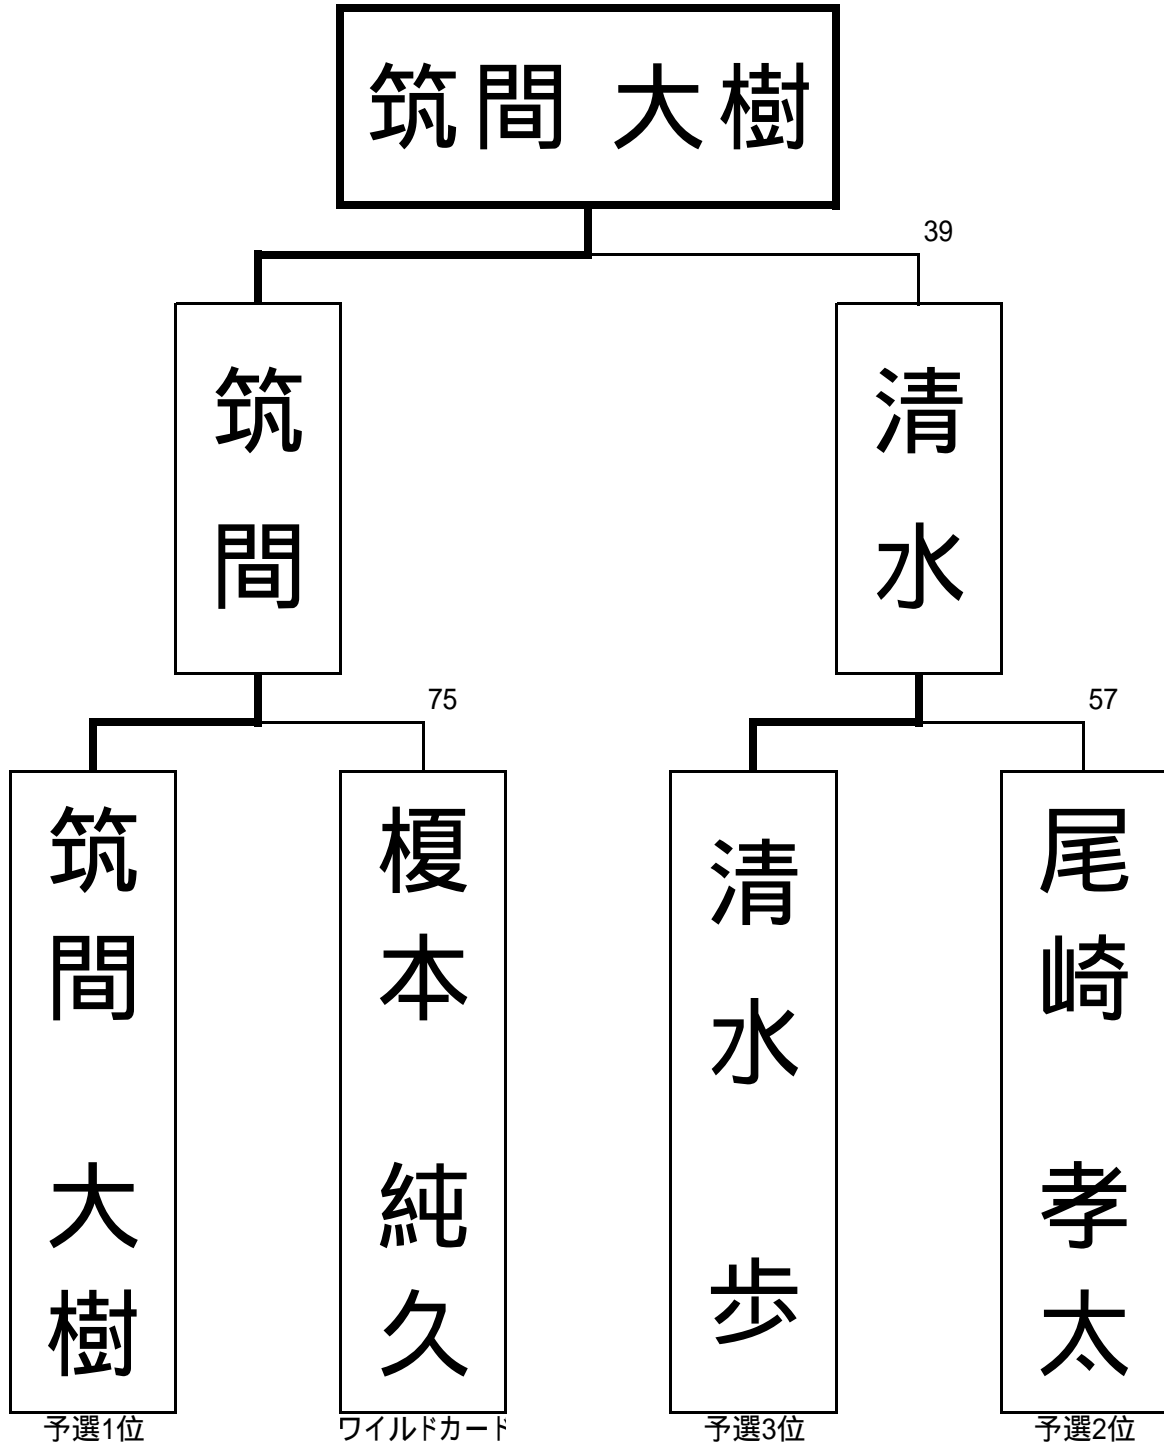 筑間 大樹
39
筑間
清水
75
57
筑間 大樹
榎本 純久
清水 歩
尾崎 孝太
予選1位
ワイルドカード
予選3位
予選2位